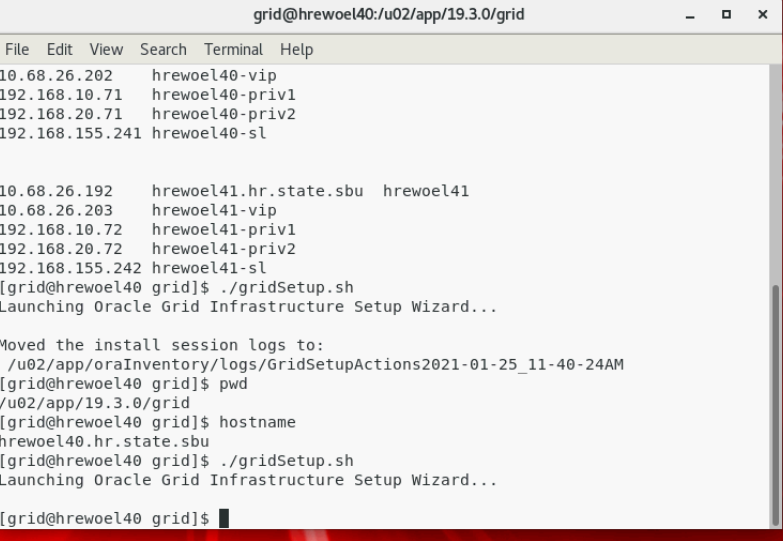 grid@hrewoel40:/u02/app/19.3.0/grid
File Edit View Search Terminal Help
10.68.26.202 hrewoel40-vip
192.168.10.71 hrewoel40-priv1
192.168.20.71 hrewoel40-priv2
192.168.155.241 hrewoel40-sl
10.68.26.192 hrewoel41.hr.state.sbu hrewoel41
10.68.26.203 hrewoel41-vip
192.168.10.72 hrewoel41-priv1
192.168.20.72 hrewoel41-priv2
192.168.155.242 hrewoel41-sl
[grid@hrewoel40 grid]$ ./gridSetup.sh
Launching Oracle Grid Infrastructure Setup Wizard...
Moved the install session logs to:
/u02/app/oraInventory/logs/GridSetupActions2021-01-25_11-40-24AM
[grid@hrewoel40 grid]$ pwd
/u02/app/19.3.0/grid
[grid@hrewoel40 grid]$ hostname
hrewoel40.hr.state.sbu
[grid@hrewoel40 grid]$ ./gridSetup.sh
Launching Oracle Grid Infrastructure Setup Wizard...
[grid@hrewoel40 grid]$